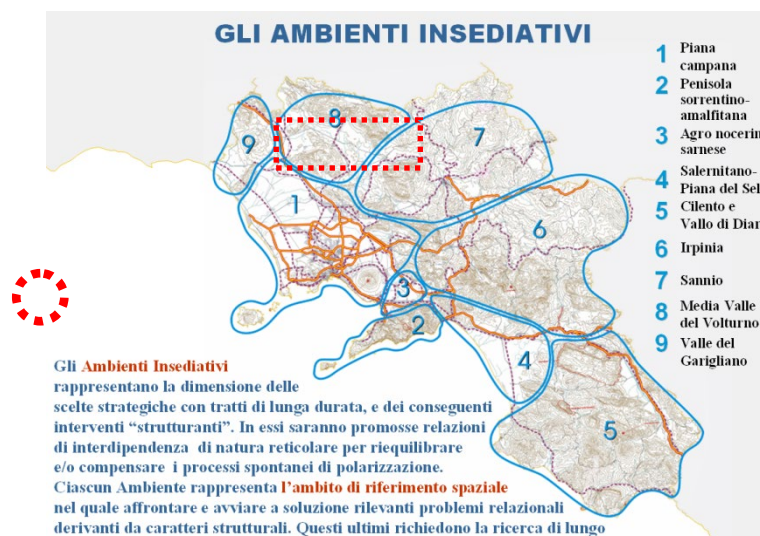 GLI AMBIENTI INSEDIATIVI
1 Piana
campana
2 Penisola
sorrentino-
amalfitana
3 Agro nocerin
sarnese
4 Salernitano-
Piana del Sel
5 Cilento e
Vallo di Dian
6 Irpinia
7 Sannio
8 Media Valle
del Volturno
9 Valle del
Garigliano
8
9
7
1
6
3
2
4
5
Gli Ambienti Insediativi
rappresentano la dimensione delle
scelte strategiche con tratti di lunga durata, e dei conseguenti
interventi “strutturanti”. In essi saranno promosse relazioni
di interdipendenza di natura reticolare per riequilibrare
e/o compensare i processi spontanei di polarizzazione.
Ciascun Ambiente rappresenta l’ambito di riferimento spaziale
nel quale affrontare e avviare a soluzione rilevanti problemi relazionali
derivanti da caratteri strutturali. Questi ultimi richiedono la ricerca di lungo